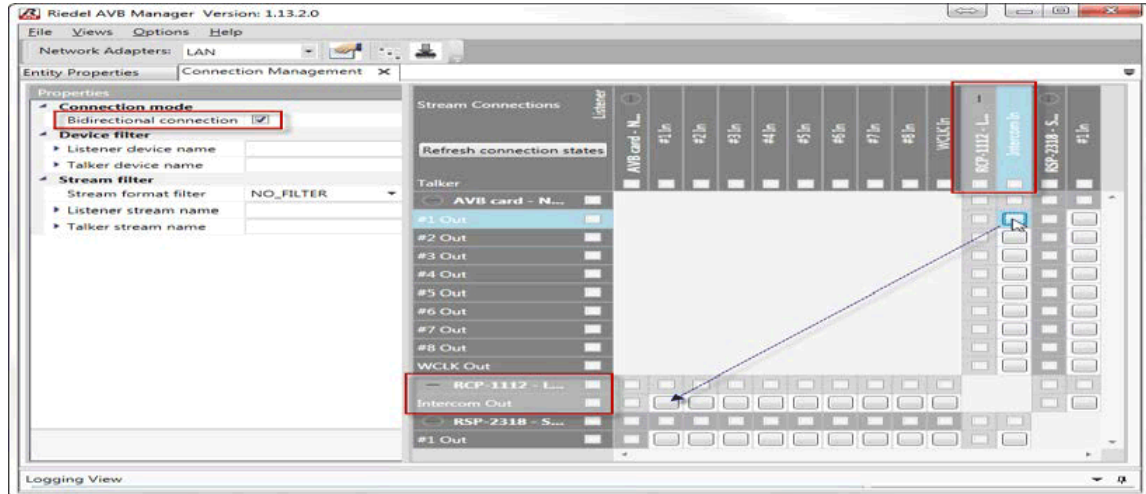 Riedel AVB Manager Version: 1.13.2.0
File Views Options Help
Network Adapters: LAN
Entity Properties
Connection Management
Properties
Connection mode
Bidirectional connection
Device filter
Listener device name
Talker device name
Stream filter
Stream format filter NO_FILTER
Listener stream name
Talker stream name
Stream Connections
Listener
Refresh connection states
Talker
AVB card - N...
#1 In
#2 In
#3 In
#4 In
#5 In
#6 In
#7 In
#8 In
WCLK In
RCP-1112 - L...
Intercom In
RSP-2318 - S...
#1 In
AVB card - N...
#1 Out
#2 Out
#3 Out
#4 Out
#5 Out
#6 Out
#7 Out
#8 Out
WCLK Out
RCP-1112 - L...
Intercom Out
RSP-2318 - S...
#1 Out
Logging View